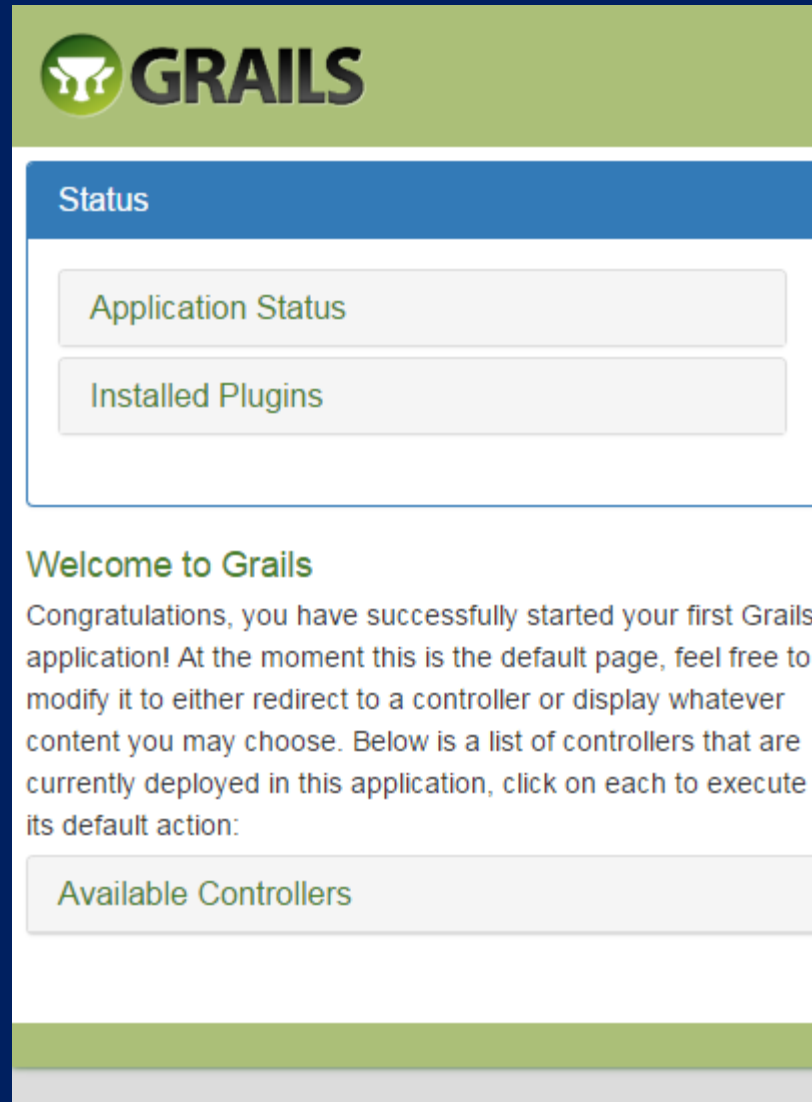 GRAILS
Status
Application Status
Installed Plugins
Welcome to Grails
Congratulations, you have successfully started your first Grails
application! At the moment this is the default page, feel free to
modify it to either redirect to a controller or display whatever
content you may choose. Below is a list of controllers that are
currently deployed in this application, click on each to execute
its default action:
Available Controllers